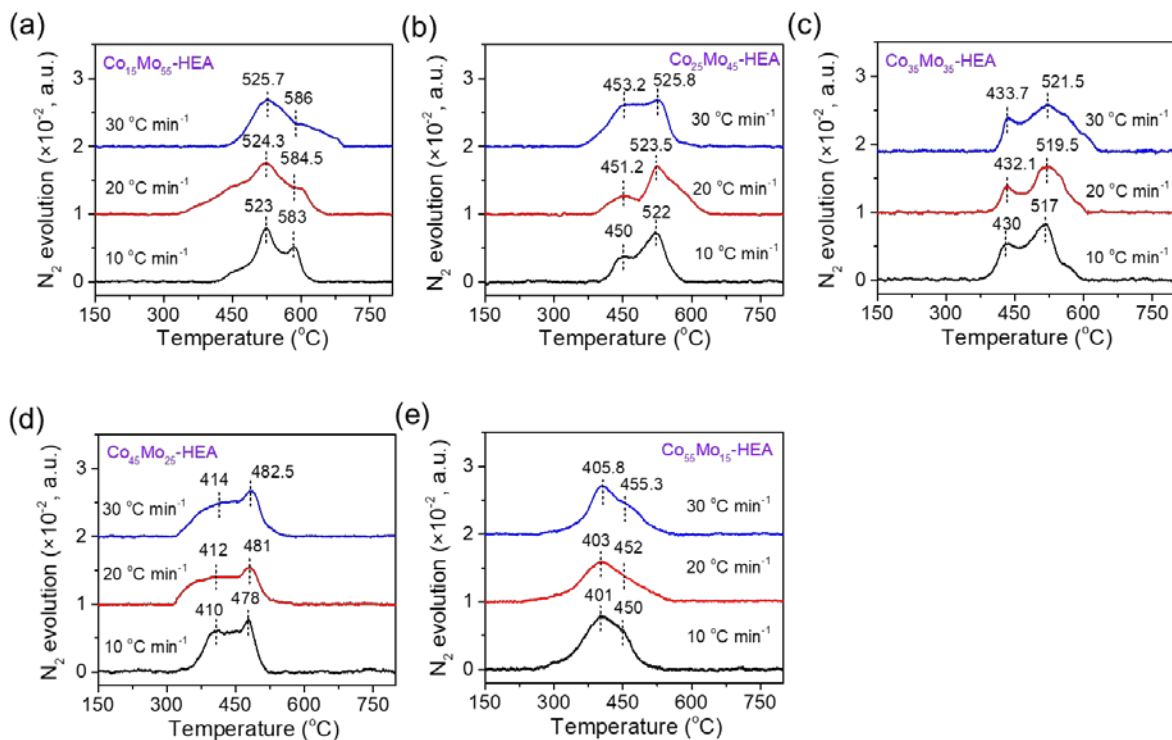 (a)
Co₁₅Mo₅₅-HEA
525.7
586
30 °C min⁻¹
524.3
584.5
20 °C min⁻¹
523
583
10 °C min⁻¹
3
2
1
0
N₂ evolution (×10⁻², a.u.)
150 300 450 600 750
Temperature (°C)
(b)
Co₂₅Mo₄₅-HEA
453.2
525.8
30 °C min⁻¹
523.5
451.2
20 °C min⁻¹
450
522
10 °C min⁻¹
3
2
1
0
N₂ evolution (×10⁻², a.u.)
150 300 450 600 750
Temperature (°C)
(c)
Co₃₅Mo₃₅-HEA
433.7
521.5
30 °C min⁻¹
432.1
519.5
20 °C min⁻¹
430
517
10 °C min⁻¹
3
2
1
0
N₂ evolution (×10⁻², a.u.)
150 300 450 600 750
Temperature (°C)
(d)
Co₄₅Mo₂₅-HEA
414
482.5
30 °C min⁻¹
412
481
20 °C min⁻¹
410
478
10 °C min⁻¹
3
2
1
0
N₂ evolution (×10⁻², a.u.)
150 300 450 600 750
Temperature (°C)
(e)
Co₅₅Mo₁₅-HEA
405.8
455.3
30 °C min⁻¹
403
452
20 °C min⁻¹
401
450
10 °C min⁻¹
3
2
1
0
N₂ evolution (×10⁻², a.u.)
150 300 450 600 750
Temperature (°C)